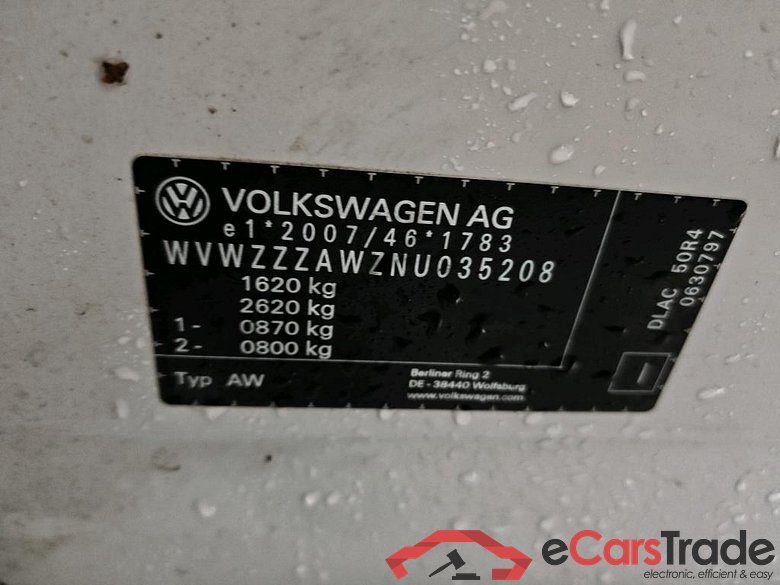 VOLKSWAGEN AG
e1*2007/46*1783
WVWZZZAWZNU035208
1620 kg
2620 kg
1- 0870 kg
2- 0800 kg
Typ AW
Berliner Ring 2
DE - 38440 Wolfsburg
www.volkswagen.com
DLAC 50R4
0630797
eCarsTrade
electronic, efficient & easy